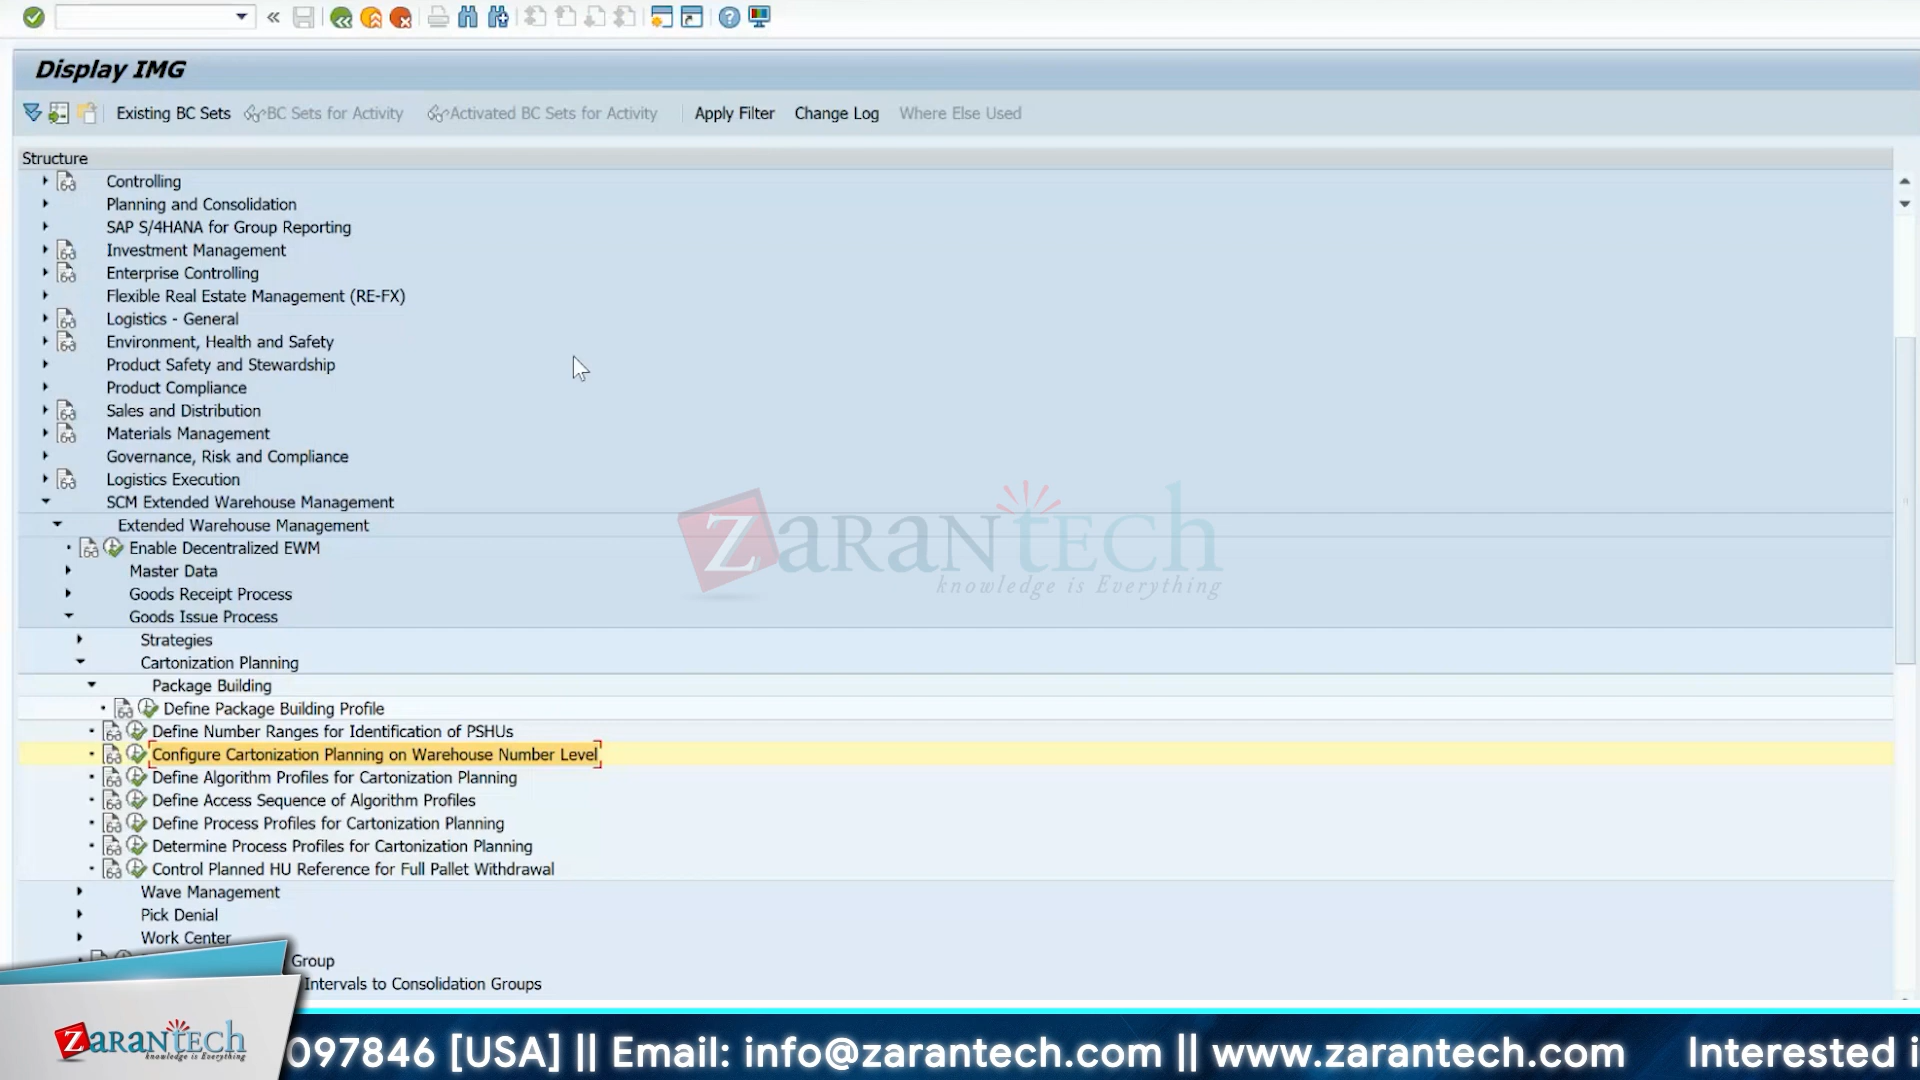 Display IMG
Existing BC Sets BC Sets for Activity Activated BC Sets for Activity Apply Filter Change Log Where Else Used
Structure
Controlling
Planning and Consolidation
SAP S/4HANA for Group Reporting
Investment Management
Enterprise Controlling
Flexible Real Estate Management (RE-FX)
Logistics - General
Environment, Health and Safety
Product Safety and Stewardship
Product Compliance
Sales and Distribution
Materials Management
Governance, Risk and Compliance
Logistics Execution
SCM Extended Warehouse Management
Extended Warehouse Management
Enable Decentralized EWM
Master Data
Goods Receipt Process
Goods Issue Process
Strategies
Cartonization Planning
Package Building
Define Package Building Profile
Define Number Ranges for Identification of PSHUs
Configure Cartonization Planning on Warehouse Number Level
Define Algorithm Profiles for Cartonization Planning
Define Access Sequence of Algorithm Profiles
Define Process Profiles for Cartonization Planning
Determine Process Profiles for Cartonization Planning
Control Planned HU Reference for Full Pallet Withdrawal
Wave Management
Pick Denial
Work Center
Group
Intervals to Consolidation Groups
ZARANTECH
knowledge is Everything
ZARANTECH
knowledge is Everything
097846 [USA] || Email: info@zarantech.com || www.zarantech.com Interested i